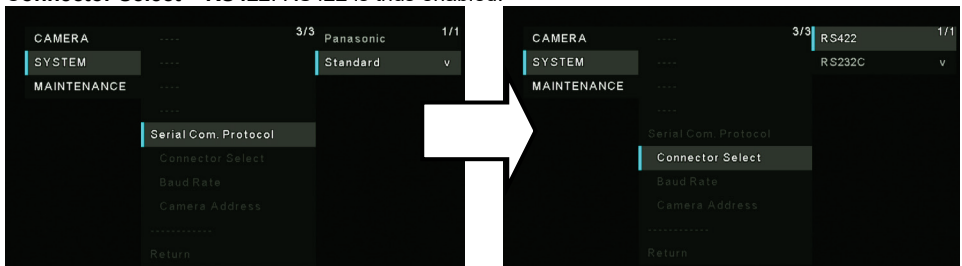 Connector Select – RS422: RS422 is thus enabled.
CAMERA
SYSTEM
MAINTENANCE
----
----
----
----
Serial Com. Protocol
Connector Select
Baud Rate
Camera Address
------------
Return
3/3
Panasonic
Standard
1/1
v
CAMERA
SYSTEM
MAINTENANCE
----
----
----
----
Serial Com. Protocol
Connector Select
Baud Rate
Camera Address
------------
Return
3/3
RS422
RS232C
1/1
v